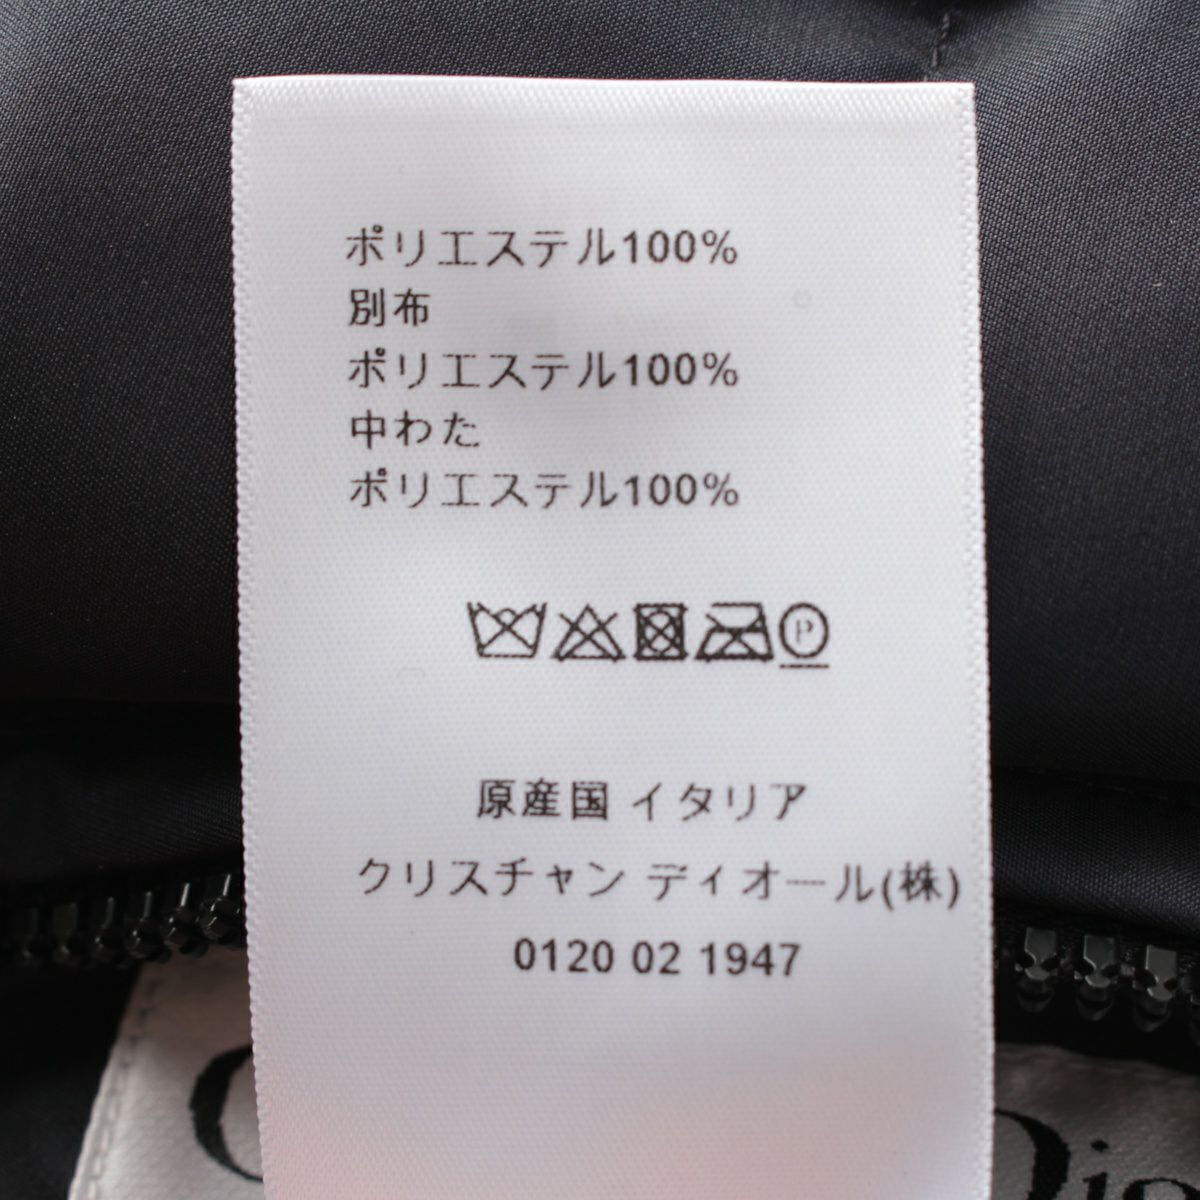 ポリエステル100%
別布
ポリエステル100%
中わた
ポリエステル100%
P
原産国 イタリア
クリスチャン ディオール(株)
0120 02 1947